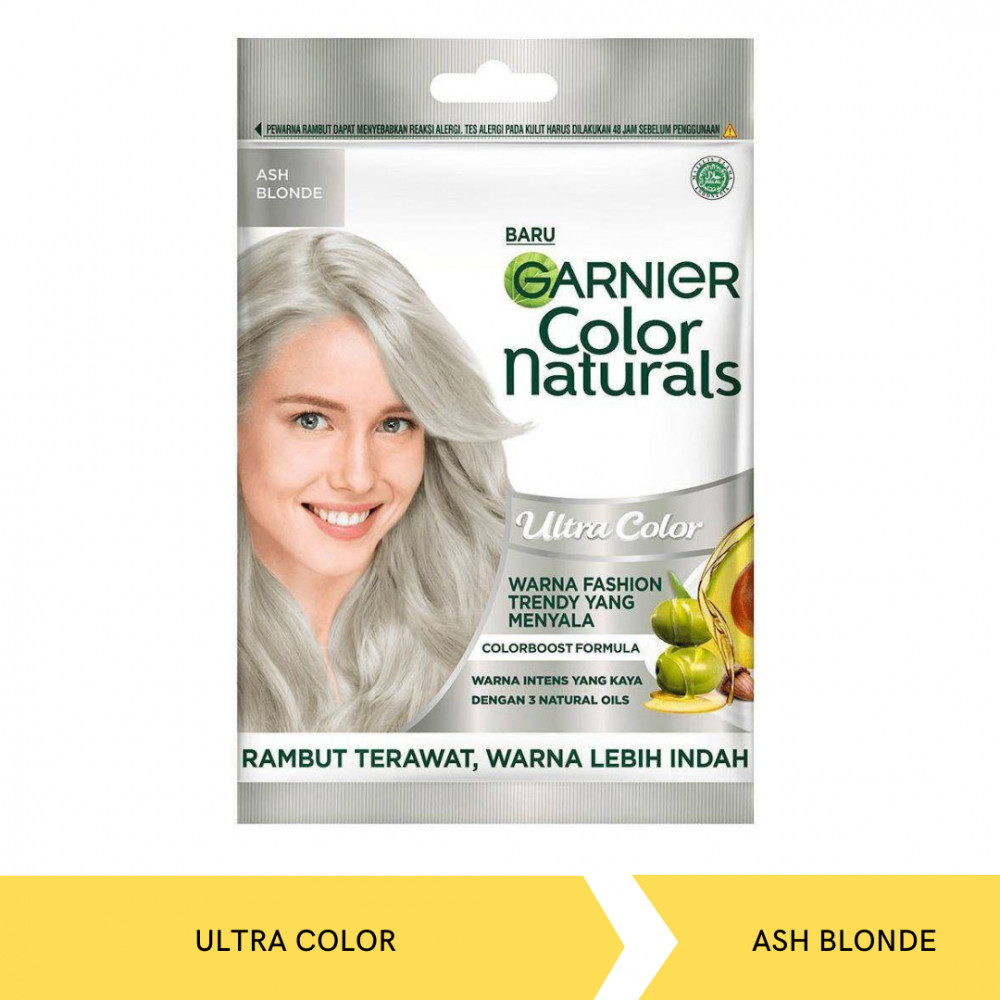 PEWARNA RAMBUT DAPAT MENYEBABKAN REAKSI ALERGI. TES ALERGI PADA KULIT HARUS DILAKUKAN 48 JAM SEBELUM PENGGUNAAN
ASH
BLONDE
HALAL
BARU
GARNIER
Color
Naturals
Ultra Color
WARNA FASHION
TRENDY YANG
MENYALA
COLORBOOST FORMULA
WARNA INTENS YANG KAYA
DENGAN 3 NATURAL OILS
RAMBUT TERAWAT, WARNA LEBIH INDAH
ULTRA COLOR
ASH BLONDE